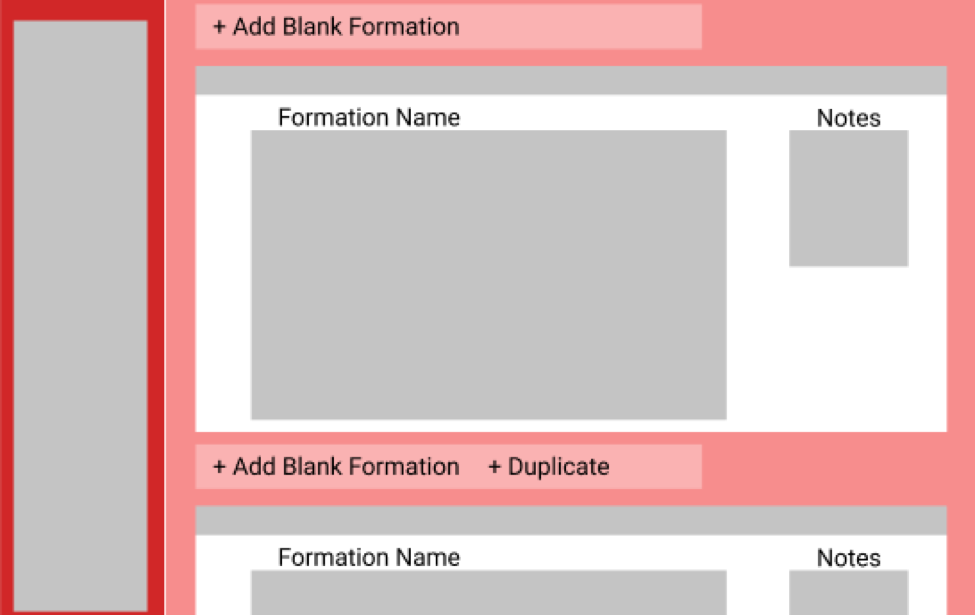 + Add Blank Formation
Formation Name
Notes
+ Add Blank Formation + Duplicate
Formation Name
Notes